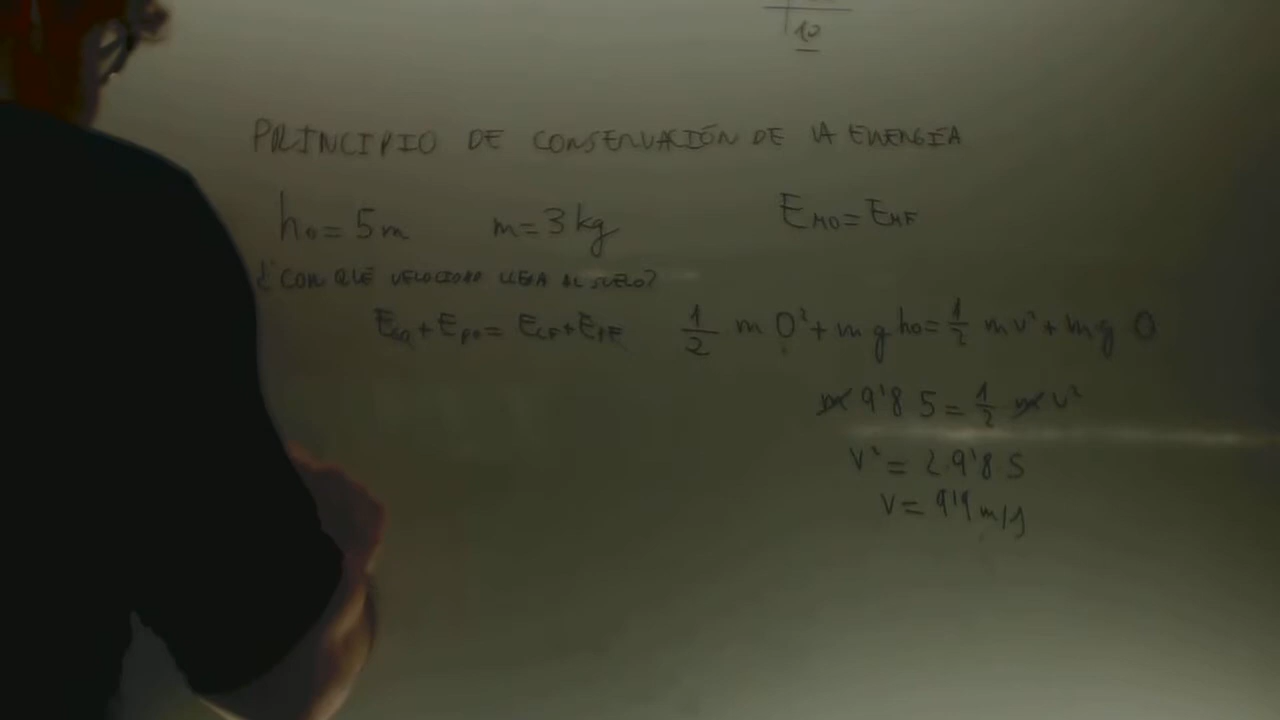 10
PRINCIPIO DE CONSERVACIÓN DE LA ENERGÍA
h₀ = 5 m m = 3 kg E_M0 = E_MF
¿CON QUÉ VELOCIDAD LLEGA AL SUELO?
E_C0 + E_P0 = E_CF + E_PF 1/2 m 0² + m g h₀ = 1/2 m v² + m g 0
m 9'8 5 = 1/2 m v²
v² = 2·9'8 5
v = 9'9 m/s